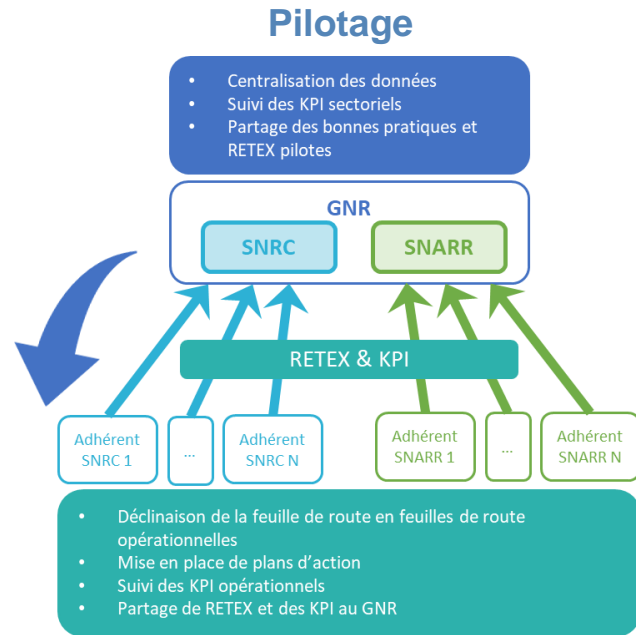 Pilotage
• Centralisation des données
• Suivi des KPI sectoriels
• Partage des bonnes pratiques et
RETEX pilotes
GNR
SNRC
SNARR
RETEX & KPI
Adhérent
SNRC 1
...
Adhérent
SNRC N
Adhérent
SNARR 1
...
Adhérent
SNARR N
• Déclinaison de la feuille de route en feuilles de route
opérationnelles
• Mise en place de plans d'action
• Suivi des KPI opérationnels
• Partage de RETEX et des KPI au GNR